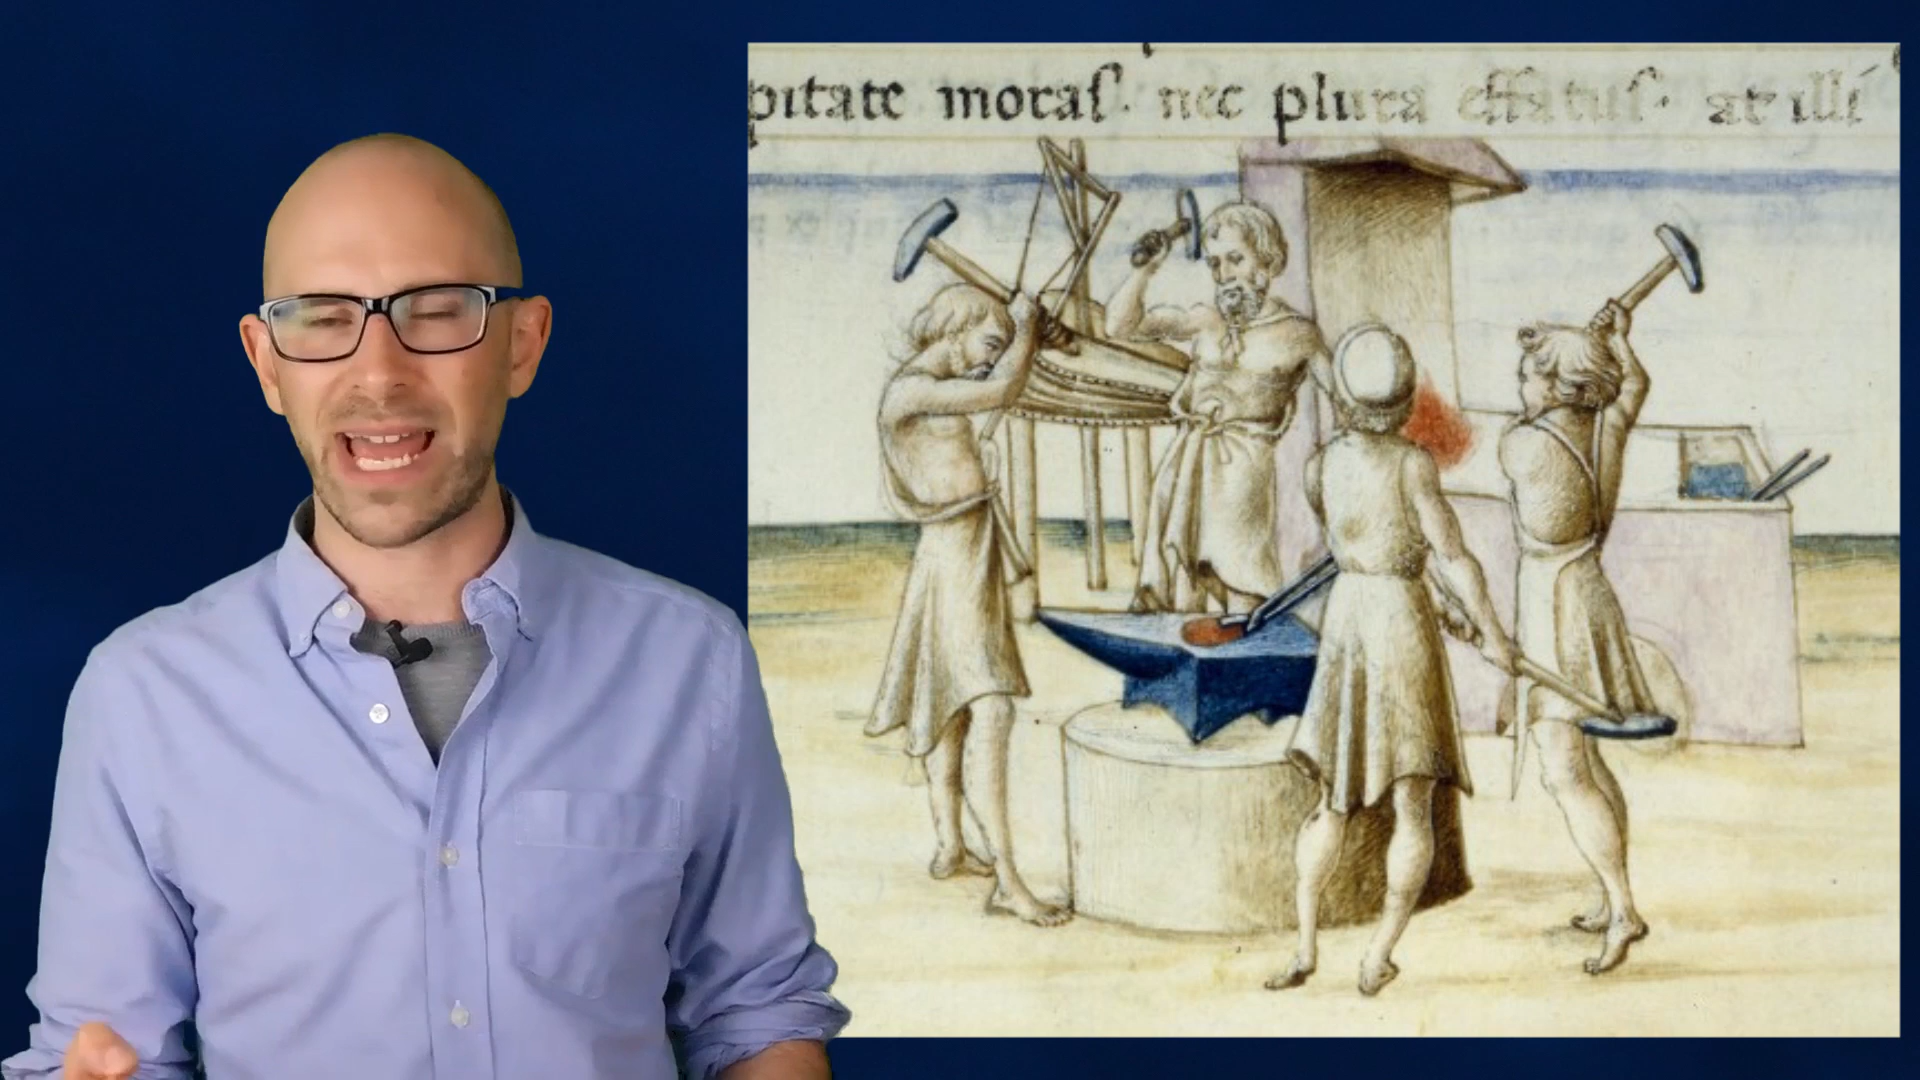 pitate moras. nec plura effatus. at illi